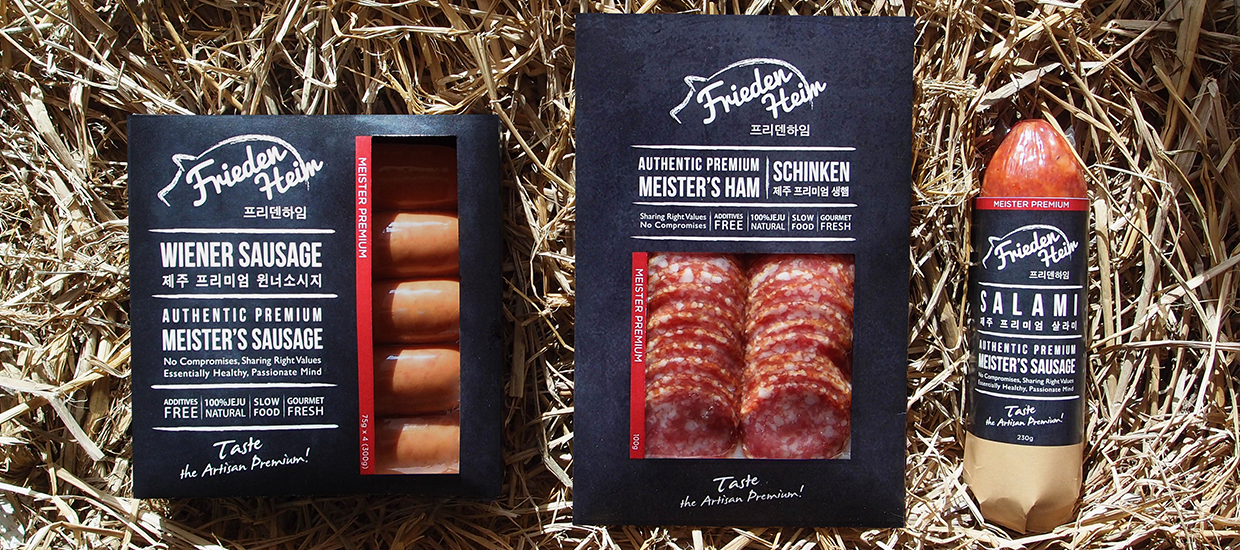 Frieden
Heim
프리덴하임
WIENER SAUSAGE
제주 프리미엄 윈너소시지
AUTHENTIC PREMIUM
MEISTER'S SAUSAGE
No Compromises, Sharing Right Values
Essentially Healthy, Passionate Mind
ADDITIVES FREE
100%JEJU NATURAL
SLOW FOOD
GOURMET FRESH
Taste
the Artisan Premium!
MEISTER PREMIUM
75g x 4 (300g)
Frieden
Heim
프리덴하임
AUTHENTIC PREMIUM
MEISTER'S HAM
SCHINKEN
제주 프리미엄 생햄
Sharing Right Values
No Compromises
ADDITIVES FREE
100%JEJU NATURAL
SLOW FOOD
GOURMET FRESH
MEISTER PREMIUM
100g
Taste
the Artisan Premium!
MEISTER PREMIUM
Frieden
Heim
프리덴하임
SALAMI
제주 프리미엄 살라미
AUTHENTIC PREMIUM
MEISTER'S SAUSAGE
No Compromises, Sharing Right Values
Essentially Healthy, Passionate Mind
Taste
the Artisan Premium!
230g